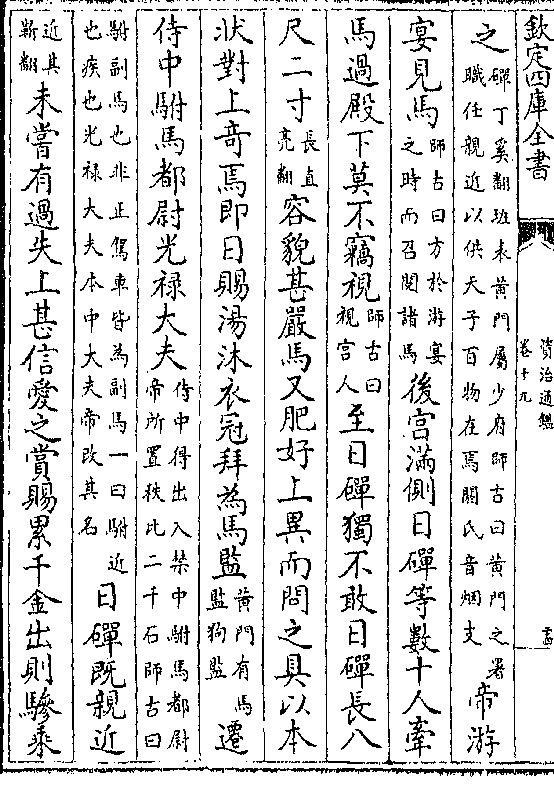 欽定四庫全書
資治通鑑
卷十九
之磾丁奚翻班表黄門屬少府師古曰黄門之署職任親近以供天子百物在焉閼氏音烟支帝游
宴見馬師古曰方於游宴之時而召閲諸馬後宫滿側日磾等數十人牽
馬過殿下莫不竊視師古曰視宫人至日磾獨不敢日磾長八
尺二寸長直亮翻容貌甚嚴馬又肥好上異而問之具以本
狀對上竒焉即日賜湯沐衣冠拜為馬監黄門有馬監狗監遷
侍中駙馬都尉光禄大夫侍中得出入禁中駙馬都尉帝所置秩比二千石師古曰
駙副馬也非正駕車皆為副馬一曰駙近也疾也光禄大夫本中大夫帝改其名日磾既親近
近其靳翻未嘗有過失上甚信愛之賞賜累千金出則驂乘